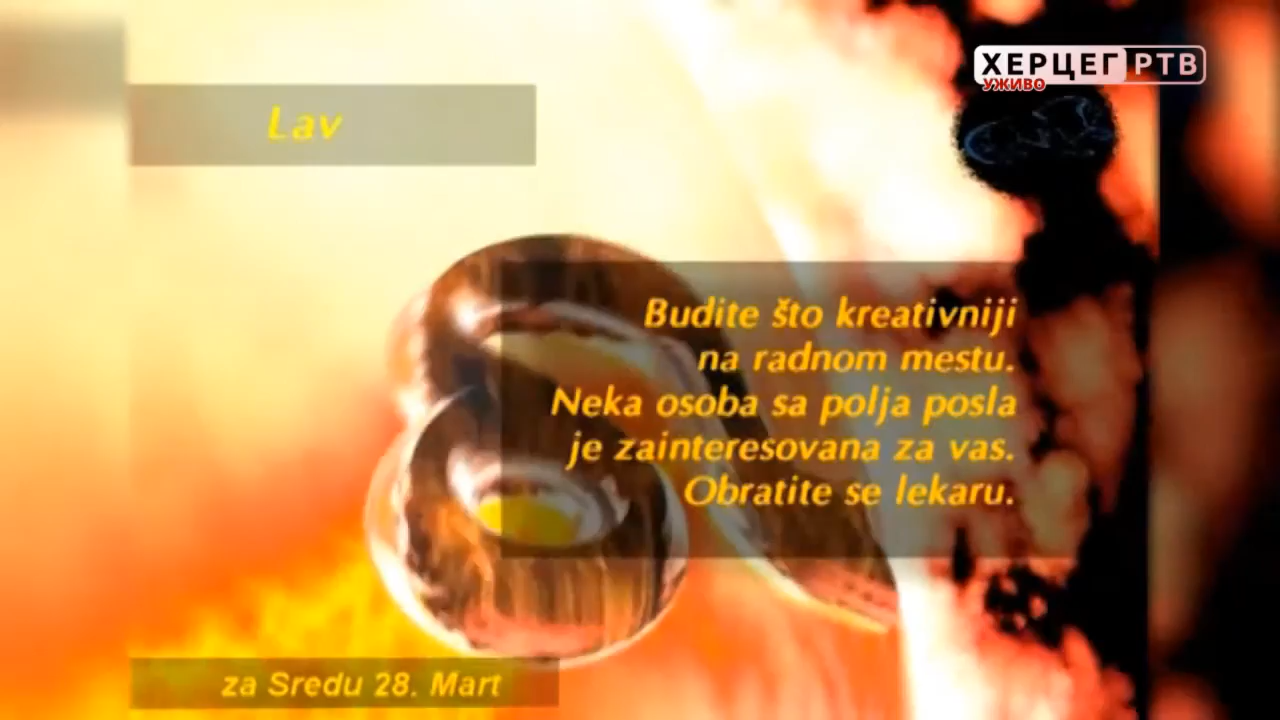 ХЕРЦЕГ РТВ
УЖИВО
Lav
Budite što kreativniji
na radnom mestu.
Neka osoba sa polja posla
je zainteresovana za vas.
Obratite se lekaru.
za Sredu 28. Mart